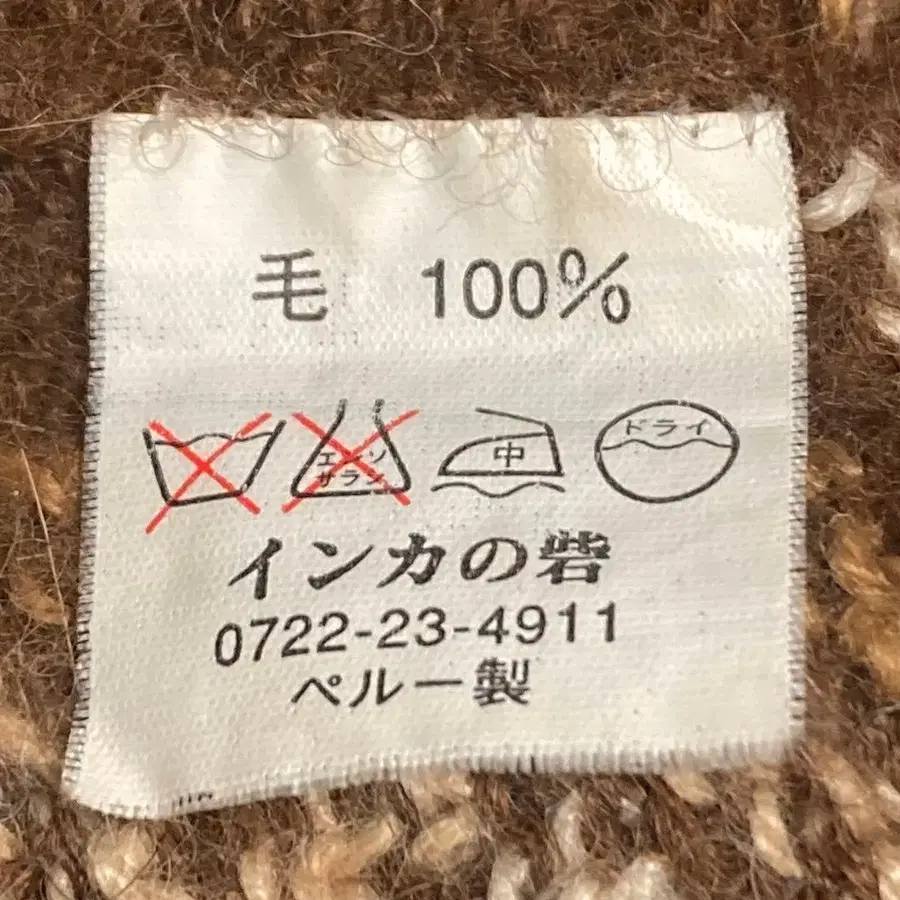 毛 100%
エンソ
サラシ
中
ドライ
インカの砦
0722-23-4911
ペルー製